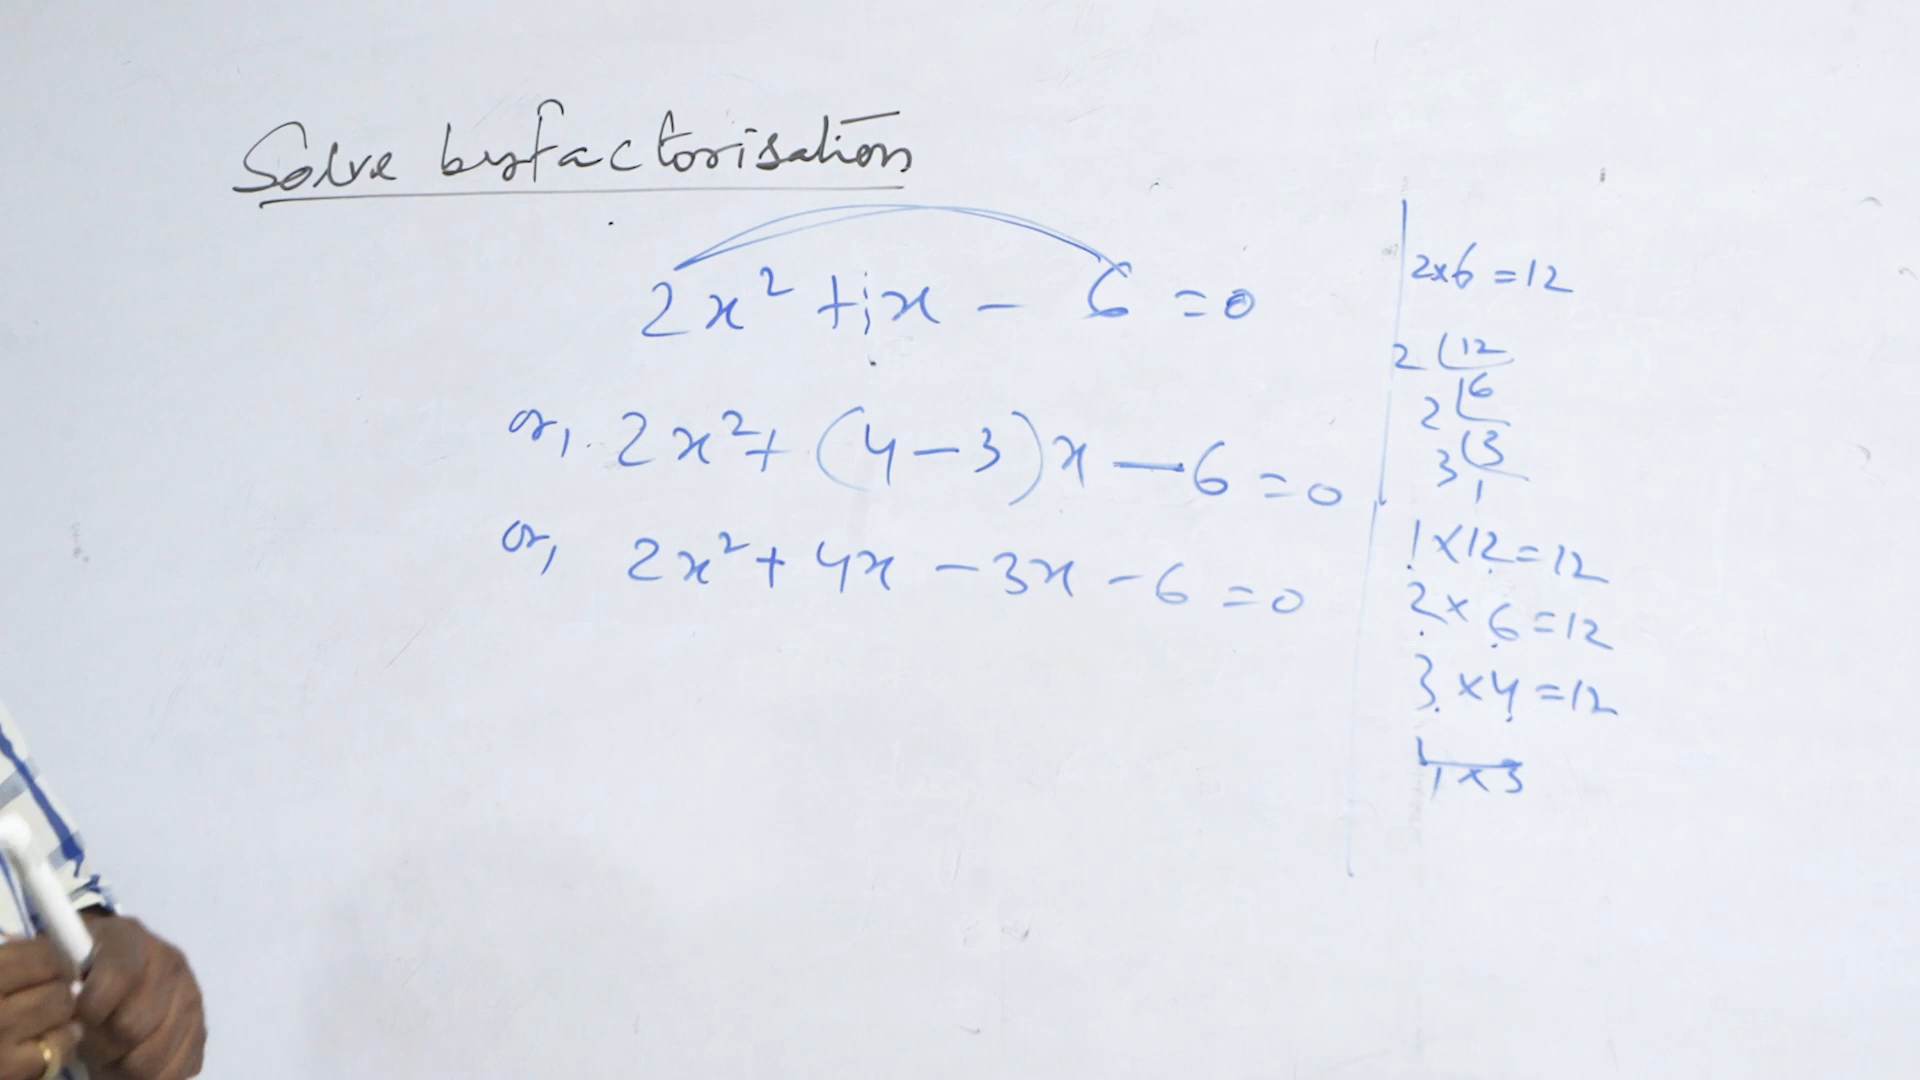 Solve by factorisation
2x² + 1x - 6 = 0
or, 2x² + (4-3)x - 6 = 0
or, 2x² + 4x - 3x - 6 = 0
2x6 = 12
2 12
2 6
3 3
1
1 x 12 = 12
2 x 6 = 12
3 x 4 = 12
4 x 3